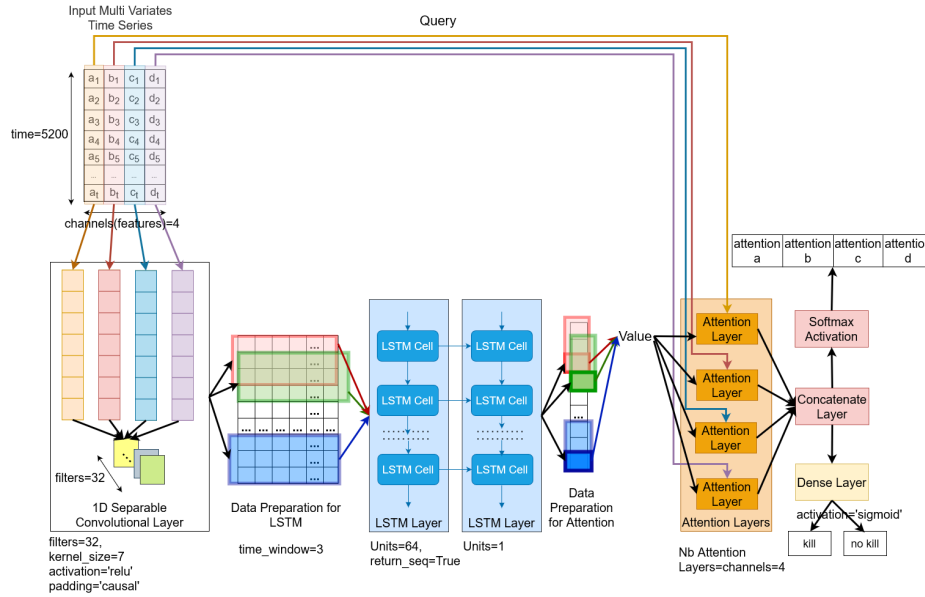 Input Multi Variates
Time Series
Query
a1 b1 c1 d1
a2 b2 c2 d2
a3 b3 c3 d3
a4 b4 c4 d4
a5 b5 c5 d5
... ... ... ...
at bt ct dt
time=5200
channels(features)=4
filters=32
1D Separable
Convolutional Layer
filters=32,
kernel_size=7
activation='relu'
padding='causal'
...
...
...
...
... ... ... ... ...
...
...
Data Preparation for
LSTM
time_window=3
LSTM Cell
LSTM Cell
LSTM Cell
LSTM Layer
Units=64,
return_seq=True
LSTM Cell
LSTM Cell
LSTM Cell
LSTM Layer
Units=1
...
Data
Preparation
for Attention
Value
Attention
Layer
Attention
Layer
Attention
Layer
Attention
Layer
Attention Layers
Nb Attention
Layers=channels=4
attention
a
attention
b
attention
c
attention
d
Softmax
Activation
Concatenate
Layer
Dense Layer
activation='sigmoid'
kill
no kill